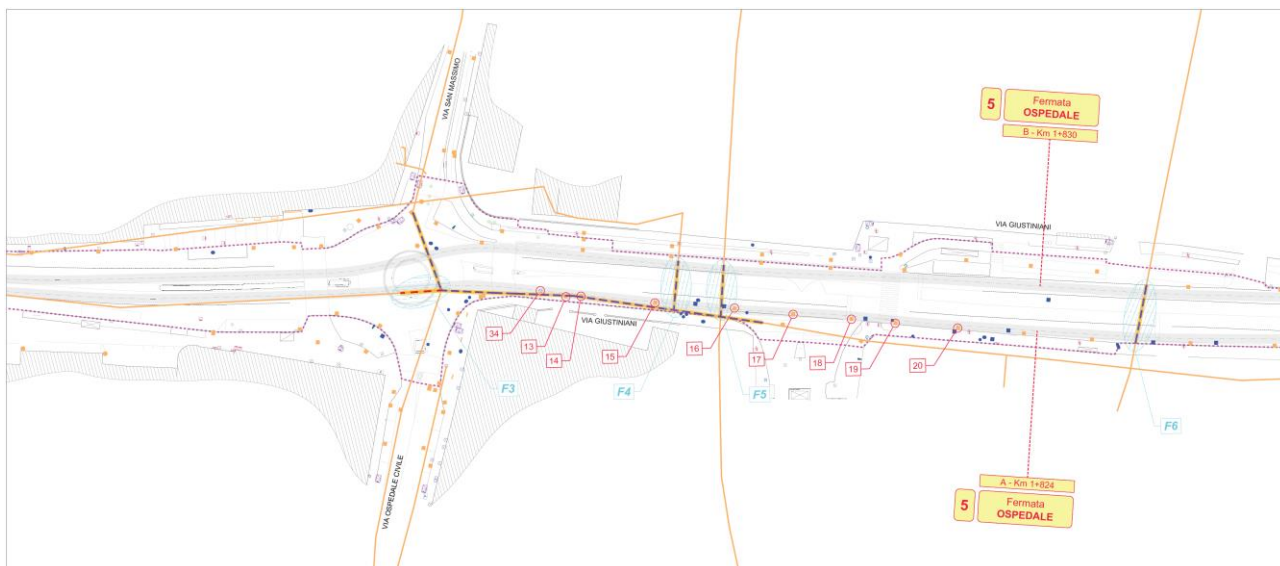 VIA SAN MASSIMO
5
Fermata
OSPEDALE
B - Km 1+830
VIA GIUSTINIANI
34
13
14
15
VIA GIUSTINIANI
16
17
18
19
20
F3
F4
F5
F6
VIA OSPEDALE CIVILE
A - Km 1+824
5
Fermata
OSPEDALE